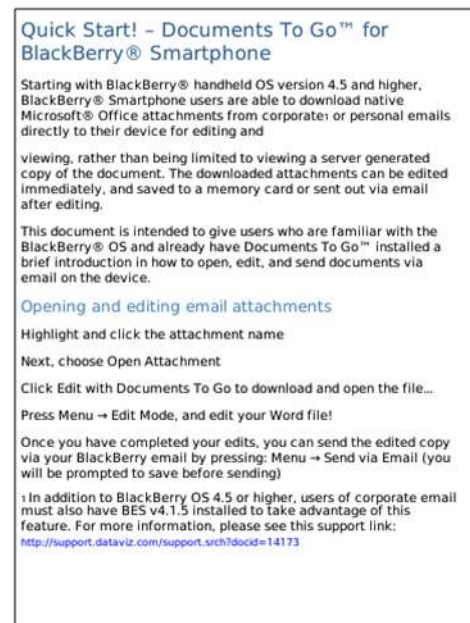 Quick Start! – Documents To Go™ for
BlackBerry® Smartphone
Starting with BlackBerry® handheld OS version 4.5 and higher,
BlackBerry® Smartphone users are able to download native
Microsoft® Office attachments from corporate1 or personal emails
directly to their device for editing and
viewing, rather than being limited to viewing a server generated
copy of the document. The downloaded attachments can be edited
immediately, and saved to a memory card or sent out via email
after editing.
This document is intended to give users who are familiar with the
BlackBerry® OS and already have Documents To Go™ installed a
brief introduction in how to open, edit, and send documents via
email on the device.
Opening and editing email attachments
Highlight and click the attachment name
Next, choose Open Attachment
Click Edit with Documents To Go to download and open the file...
Press Menu → Edit Mode, and edit your Word file!
Once you have completed your edits, you can send the edited copy
via your BlackBerry email by pressing: Menu → Send via Email (you
will be prompted to save before sending)
1 In addition to BlackBerry OS 4.5 or higher, users of corporate email
must also have BES v4.1.5 installed to take advantage of this
feature. For more information, please see this support link:
http://support.dataviz.com/support.srch?docid=14173